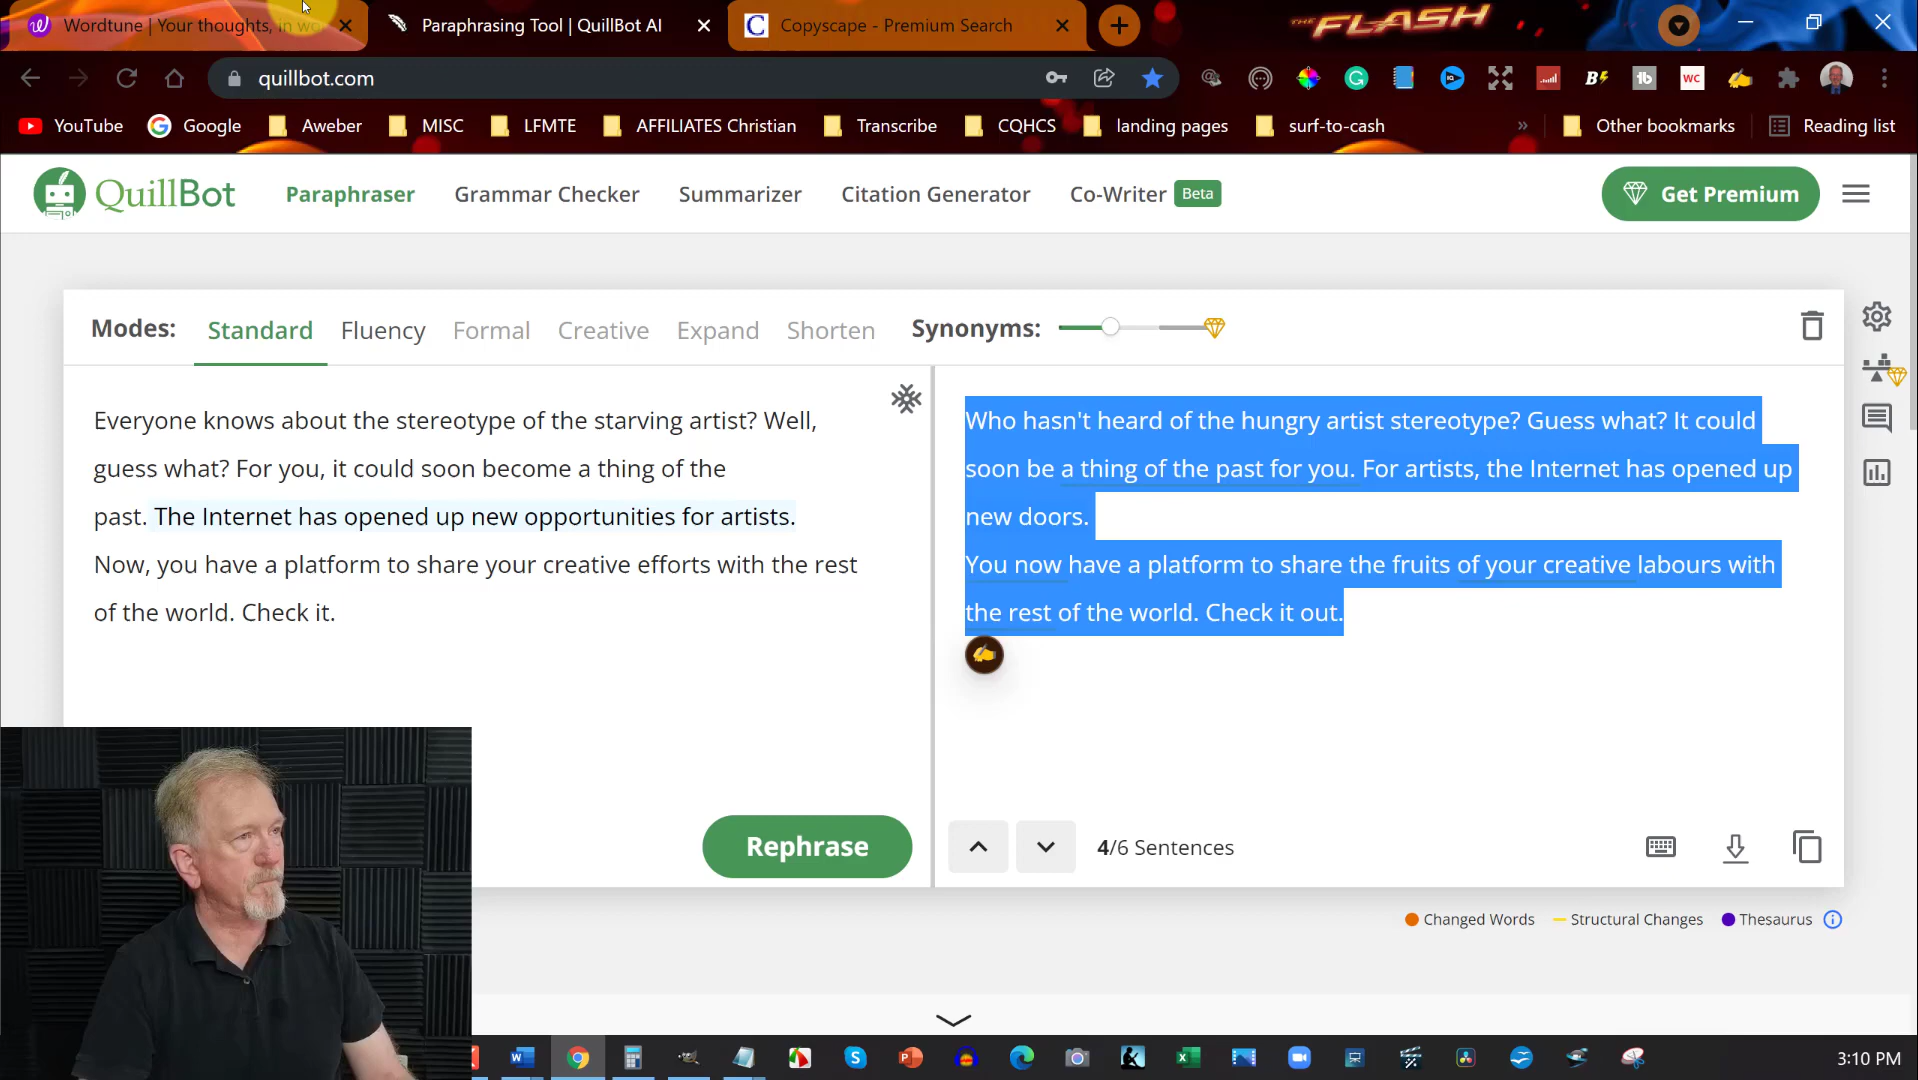 Wordtune | Your thoughts, in wo
Paraphrasing Tool | QuillBot AI
Copyscape - Premium Search
THE FLASH
quillbot.com
YouTube
Google
Aweber
MISC
LFMTE
AFFILIATES Christian
Transcribe
CQHCS
landing pages
surf-to-cash
»
Other bookmarks
Reading list
QuillBot
Paraphraser
Grammar Checker
Summarizer
Citation Generator
Co-Writer Beta
Get Premium
Modes:
Standard
Fluency
Formal
Creative
Expand
Shorten
Synonyms:
Everyone knows about the stereotype of the starving artist? Well,
guess what? For you, it could soon become a thing of the
past. The Internet has opened up new opportunities for artists.
Now, you have a platform to share your creative efforts with the rest
of the world. Check it.
Who hasn't heard of the hungry artist stereotype? Guess what? It could
soon be a thing of the past for you. For artists, the Internet has opened up
new doors.
You now have a platform to share the fruits of your creative labours with
the rest of the world. Check it out.
Rephrase
4/6 Sentences
Changed Words
Structural Changes
Thesaurus
3:10 PM